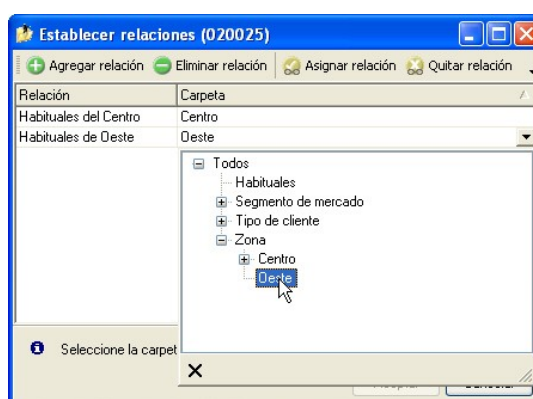 Establecer relaciones (020025)
Agregar relación Eliminar relación Asignar relación Quitar relación
Relación Carpeta
Habituales del Centro Centro
Habituales de Oeste Oeste
Todos
Habituales
Segmento de mercado
Tipo de cliente
Zona
Centro
Oeste
Seleccione la carpet